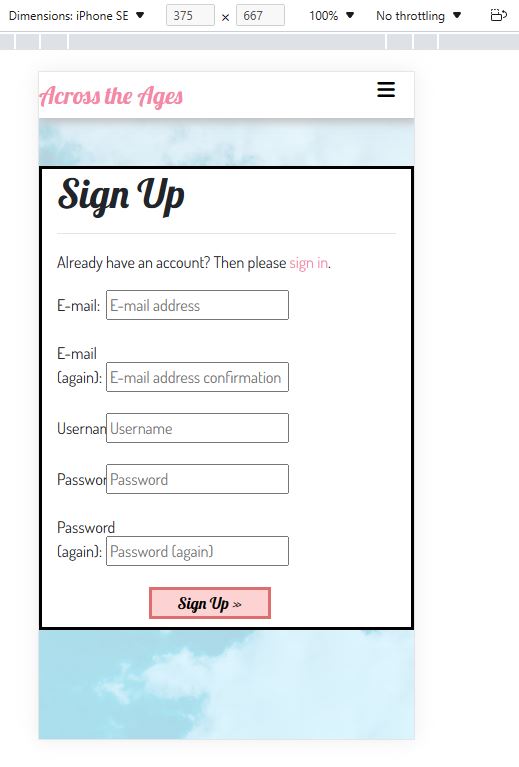 Dimensions: iPhone SE ▼ 375 x 667 100% ▼ No throttling ▼
Across the Ages
Sign Up
Already have an account? Then please sign in.
E-mail: E-mail address
E-mail
(again): E-mail address confirmation
Usernam Username
Passwor Password
Password
(again): Password (again)
Sign Up »